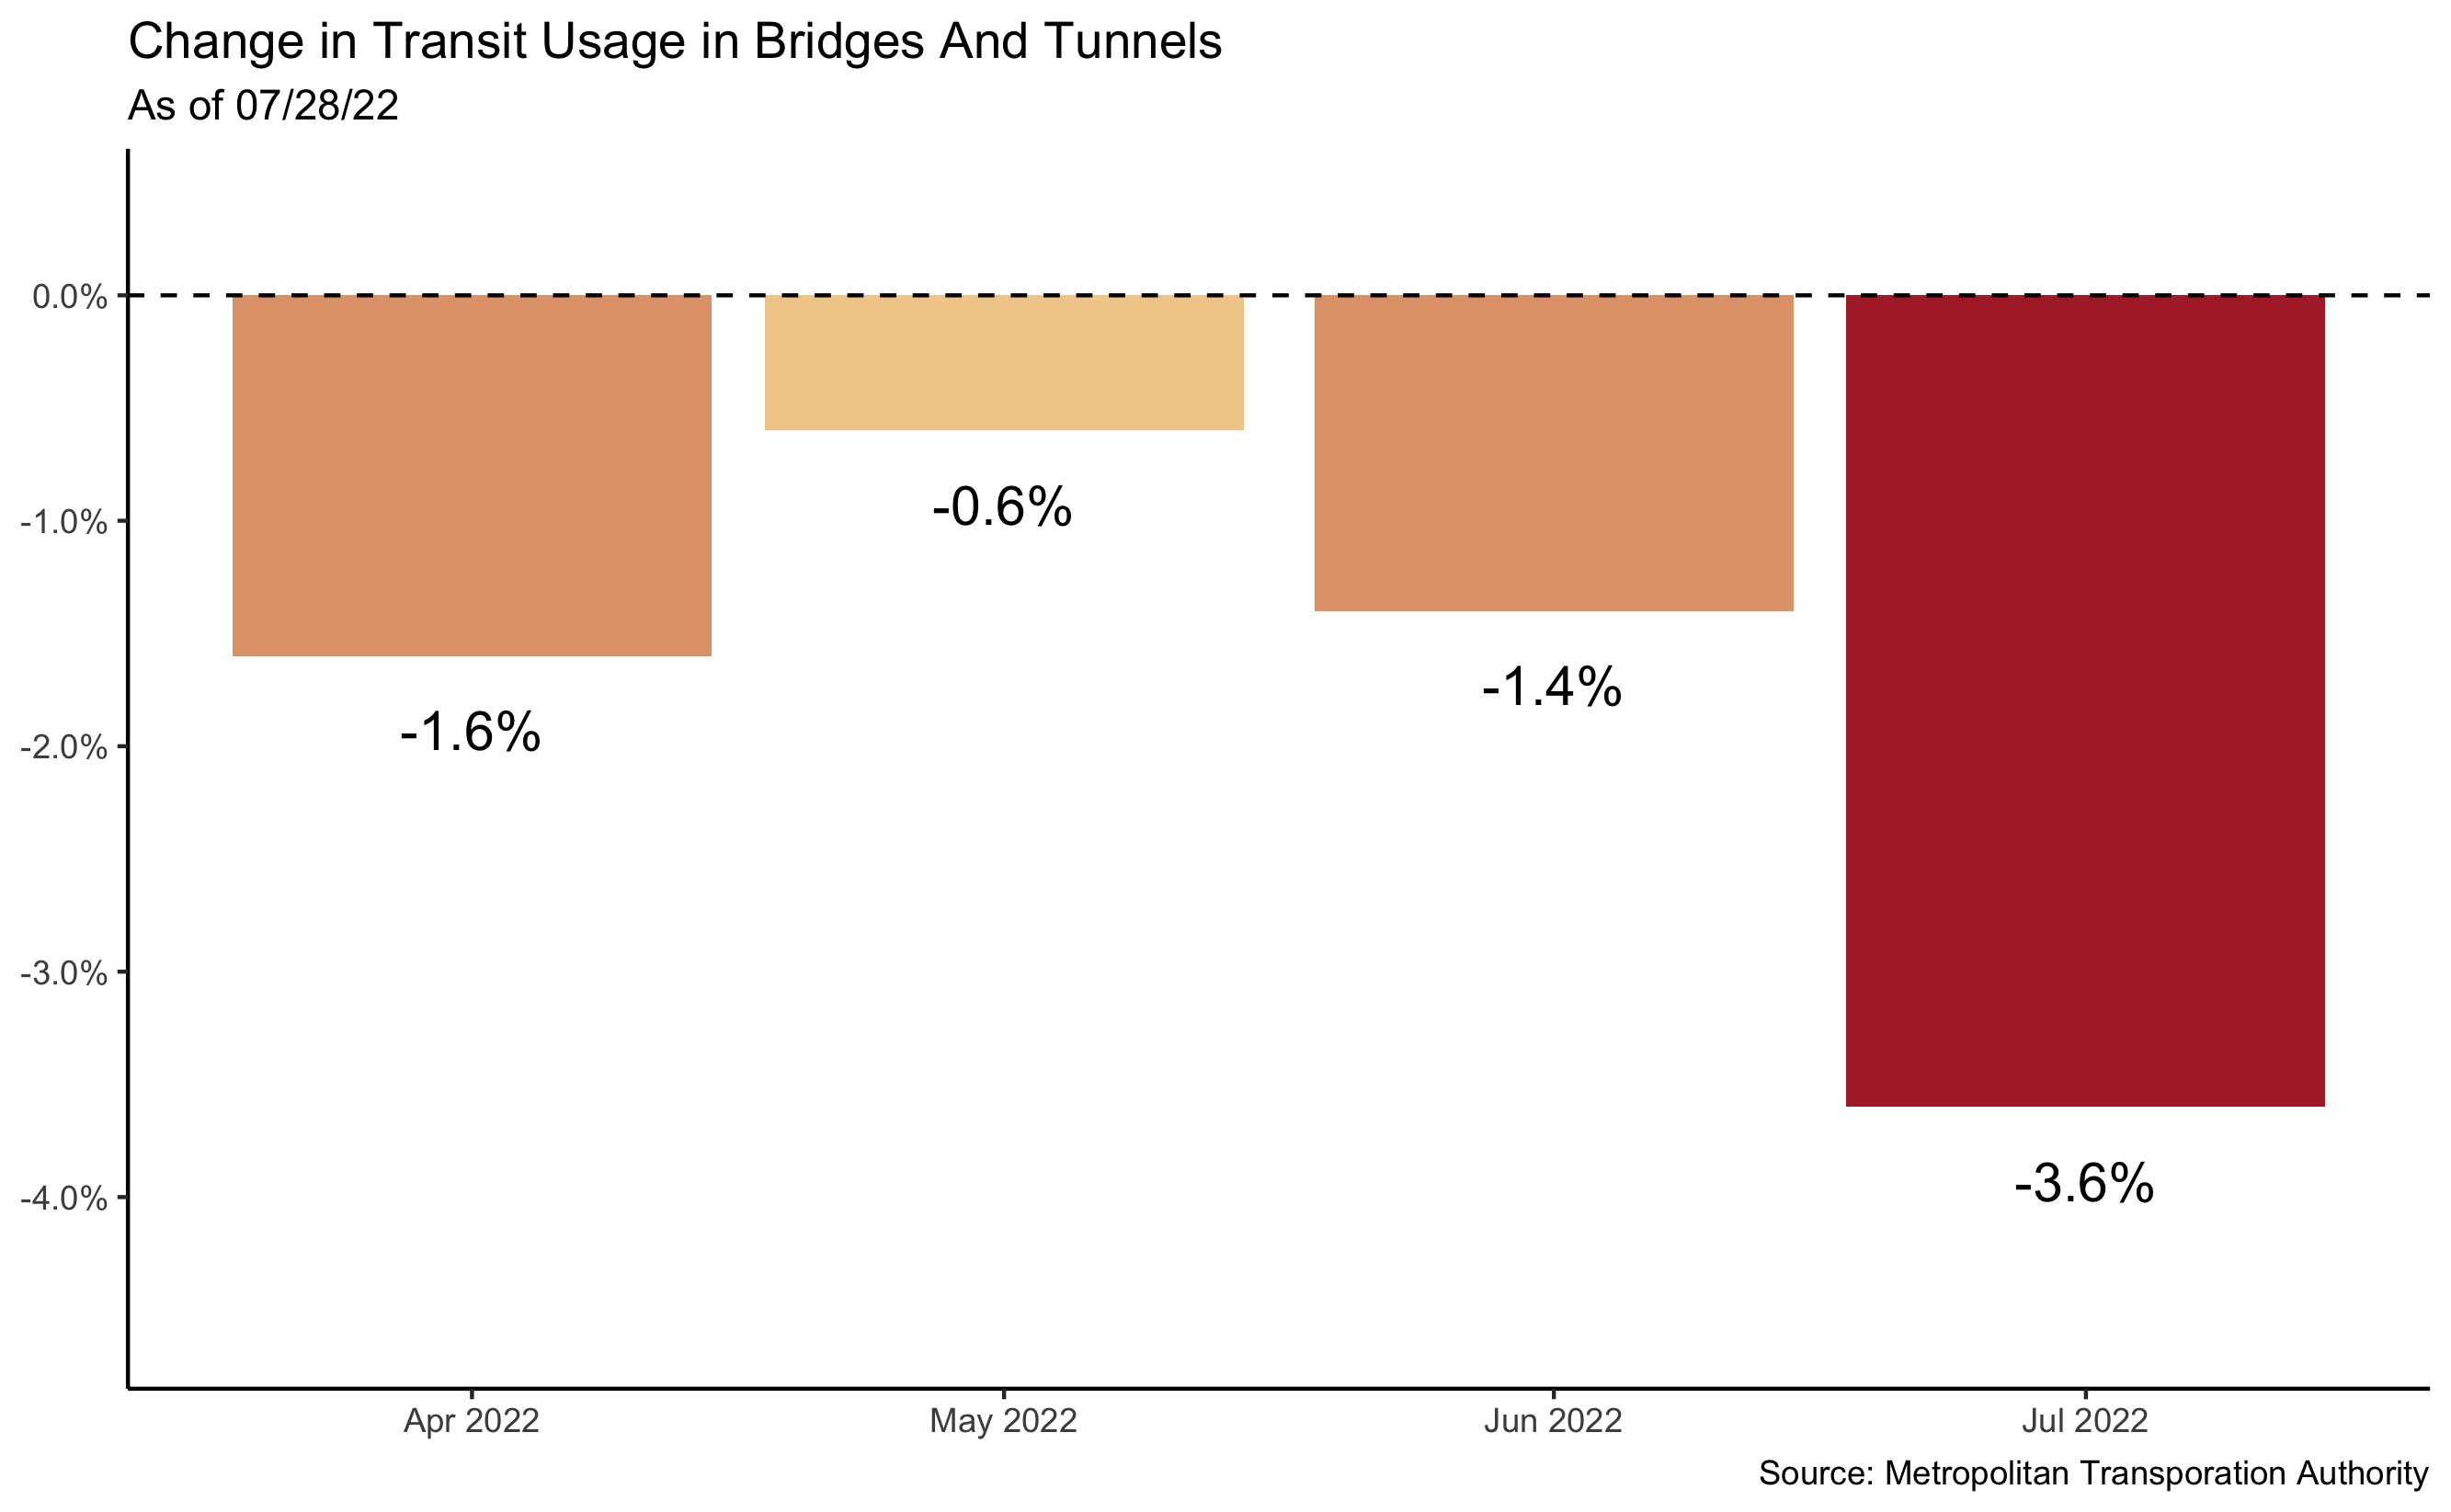 Change in Transit Usage in Bridges And Tunnels
As of 07/28/22
0.0%
-1.0%
-2.0%
-3.0%
-4.0%
-1.6%
-0.6%
-1.4%
-3.6%
Apr 2022
May 2022
Jun 2022
Jul 2022
Source: Metropolitan Transporation Authority